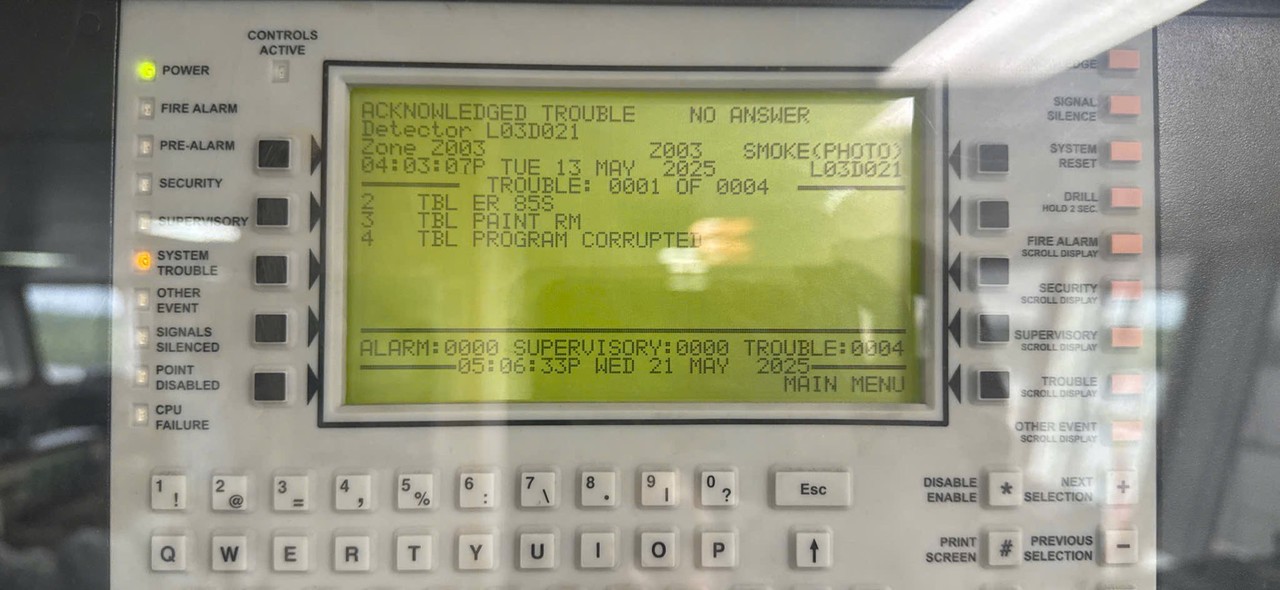 CONTROLS
ACTIVE
POWER
FIRE ALARM
PRE-ALARM
SECURITY
SUPERVISORY
SYSTEM
TROUBLE
OTHER
EVENT
SIGNALS
SILENCED
POINT
DISABLED
CPU
FAILURE
ACKNOWLEDGED TROUBLE NO ANSWER
Detector L03D021
Zone Z003 Z003 SMOKE(PHOTO)
04:03:07P TUE 13 MAY 2025 L03D021
TROUBLE: 0001 OF 0004
2 TBL ER 85S
3 TBL PAINT RM
4 TBL PROGRAM CORRUPTED
ALARM:0000 SUPERVISORY:0000 TROUBLE:0004
05:06:33P WED 21 MAY 2025
MAIN MENU
SIGNAL
SILENCE
SYSTEM
RESET
DRILL
HOLD 2 SEC.
FIRE ALARM
SCROLL DISPLAY
SECURITY
SCROLL DISPLAY
SUPERVISORY
SCROLL DISPLAY
TROUBLE
SCROLL DISPLAY
OTHER EVENT
SCROLL DISPLAY
1 ! 2 @ 3 = 4 , 5 % 6 : 7 \ 8 . 9 | 0 ? Esc
DISABLE
ENABLE
*
NEXT
SELECTION
+
Q W E R T Y U I O P ↑
PRINT
SCREEN
#
PREVIOUS
SELECTION
-